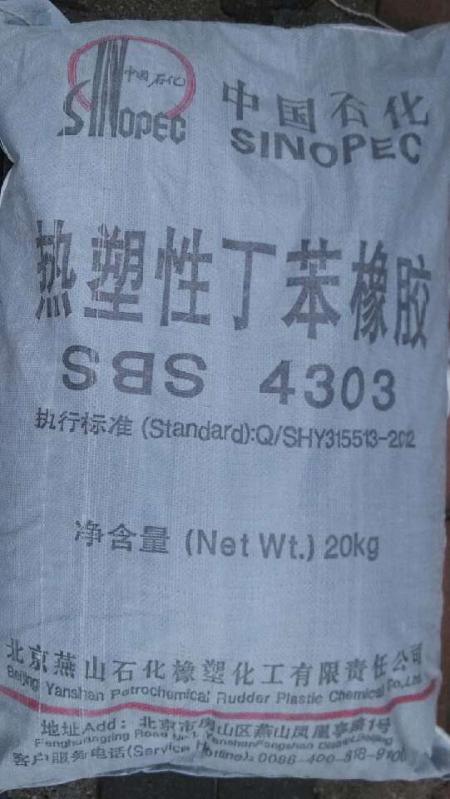 中国石化
SINOPEC
中国石化
SINOPEC
热塑性丁苯橡胶
SBS 4303
执行标准 (Standard):Q/SHY315513-202
净含量 (Net Wt.) 20kg
北京燕山石化橡塑化工有限责任公司
Beijing Yanshan Petrochemical Rudder Plastic Chemical Co.,Ltd.
地址Add: 北京市房山区燕山凤凰亭路1号
Fenghuangting Road No.1, YanshanFangshan District,Beijing
客户服务电话(Service Hotline): 0086-400-818-9100